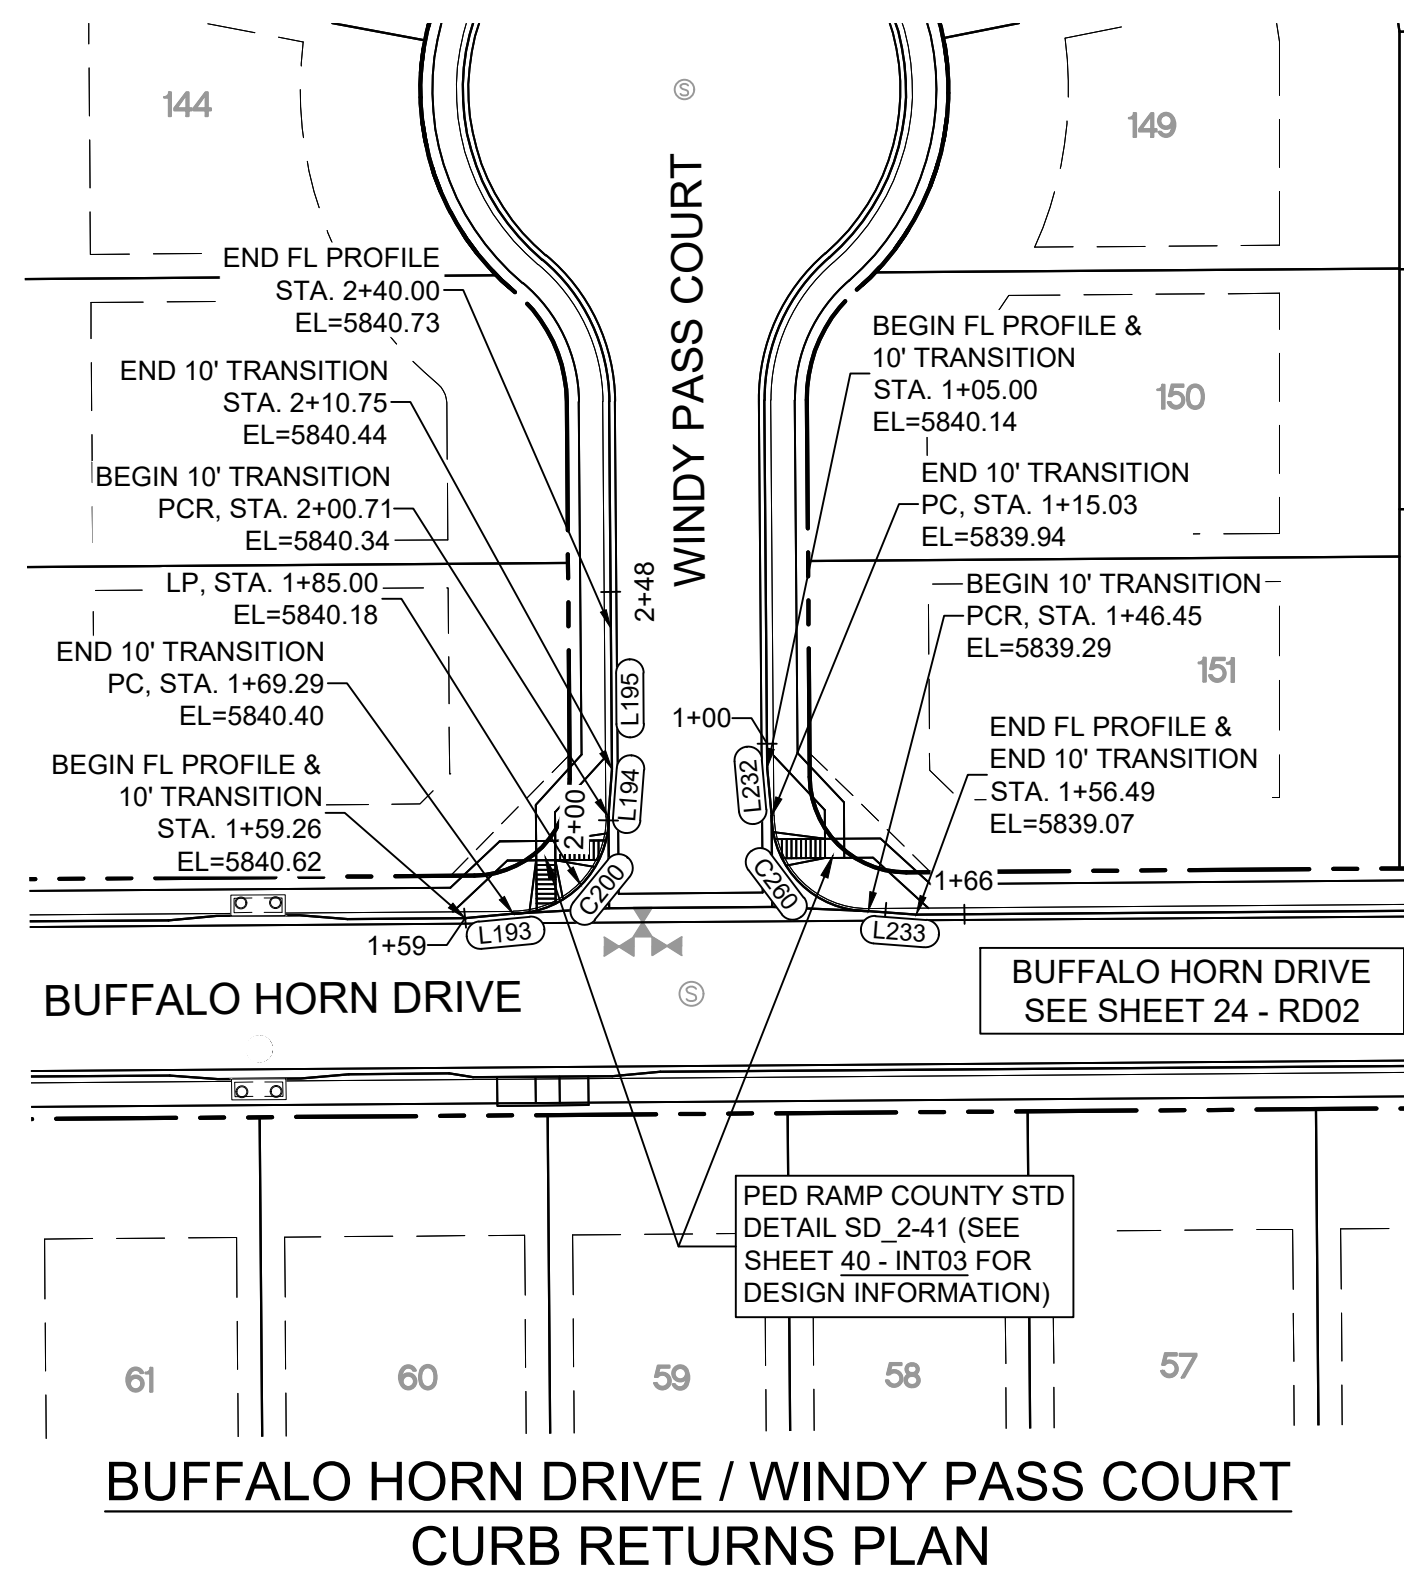 144
S
149
WINDY PASS COURT
END FL PROFILE
STA. 2+40.00
EL=5840.73
END 10' TRANSITION
STA. 2+10.75
EL=5840.44
BEGIN 10' TRANSITION
PCR, STA. 2+00.71
EL=5840.34
LP, STA. 1+85.00
EL=5840.18
END 10' TRANSITION
PC, STA. 1+69.29
EL=5840.40
BEGIN FL PROFILE &
10' TRANSITION
STA. 1+59.26
EL=5840.62
BEGIN FL PROFILE &
10' TRANSITION
STA. 1+05.00
EL=5840.14
150
END 10' TRANSITION
PC, STA. 1+15.03
EL=5839.94
BEGIN 10' TRANSITION
PCR, STA. 1+46.45
EL=5839.29
151
END FL PROFILE &
END 10' TRANSITION
STA. 1+56.49
EL=5839.07
2+48
L195
1+00
L194
L232
2+00
C200
C260
1+66
L193
1+59
L233
BUFFALO HORN DRIVE
S
BUFFALO HORN DRIVE
SEE SHEET 24 - RD02
PED RAMP COUNTY STD
DETAIL SD_2-41 (SEE
SHEET 40 - INT03 FOR
DESIGN INFORMATION)
61
60
59
58
57
BUFFALO HORN DRIVE / WINDY PASS COURT
CURB RETURNS PLAN